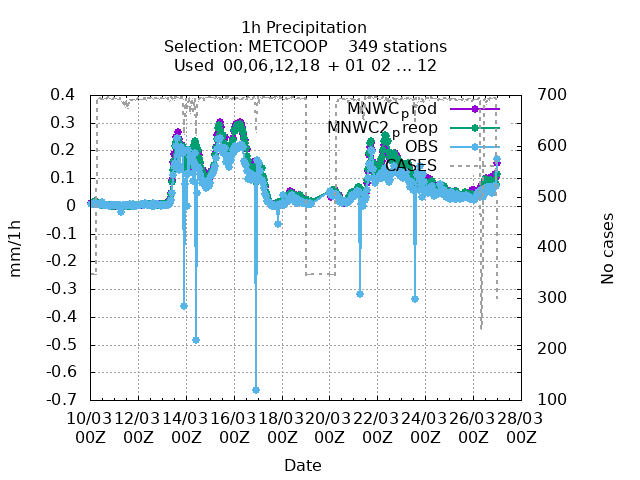 1h Precipitation
Selection: METCOOP    349 stations
Used  00,06,12,18 + 01 02 ... 12
MNWC_prod
MNWC2_preop
OBS
CASES
0.4
0.3
0.2
0.1
0
-0.1
-0.2
-0.3
-0.4
-0.5
-0.6
-0.7
mm/1h
700
600
500
400
300
200
100
No cases
10/03 12/03 14/03 16/03 18/03 20/03 22/03 24/03 26/03 28/03
00Z 00Z 00Z 00Z 00Z 00Z 00Z 00Z 00Z 00Z
Date